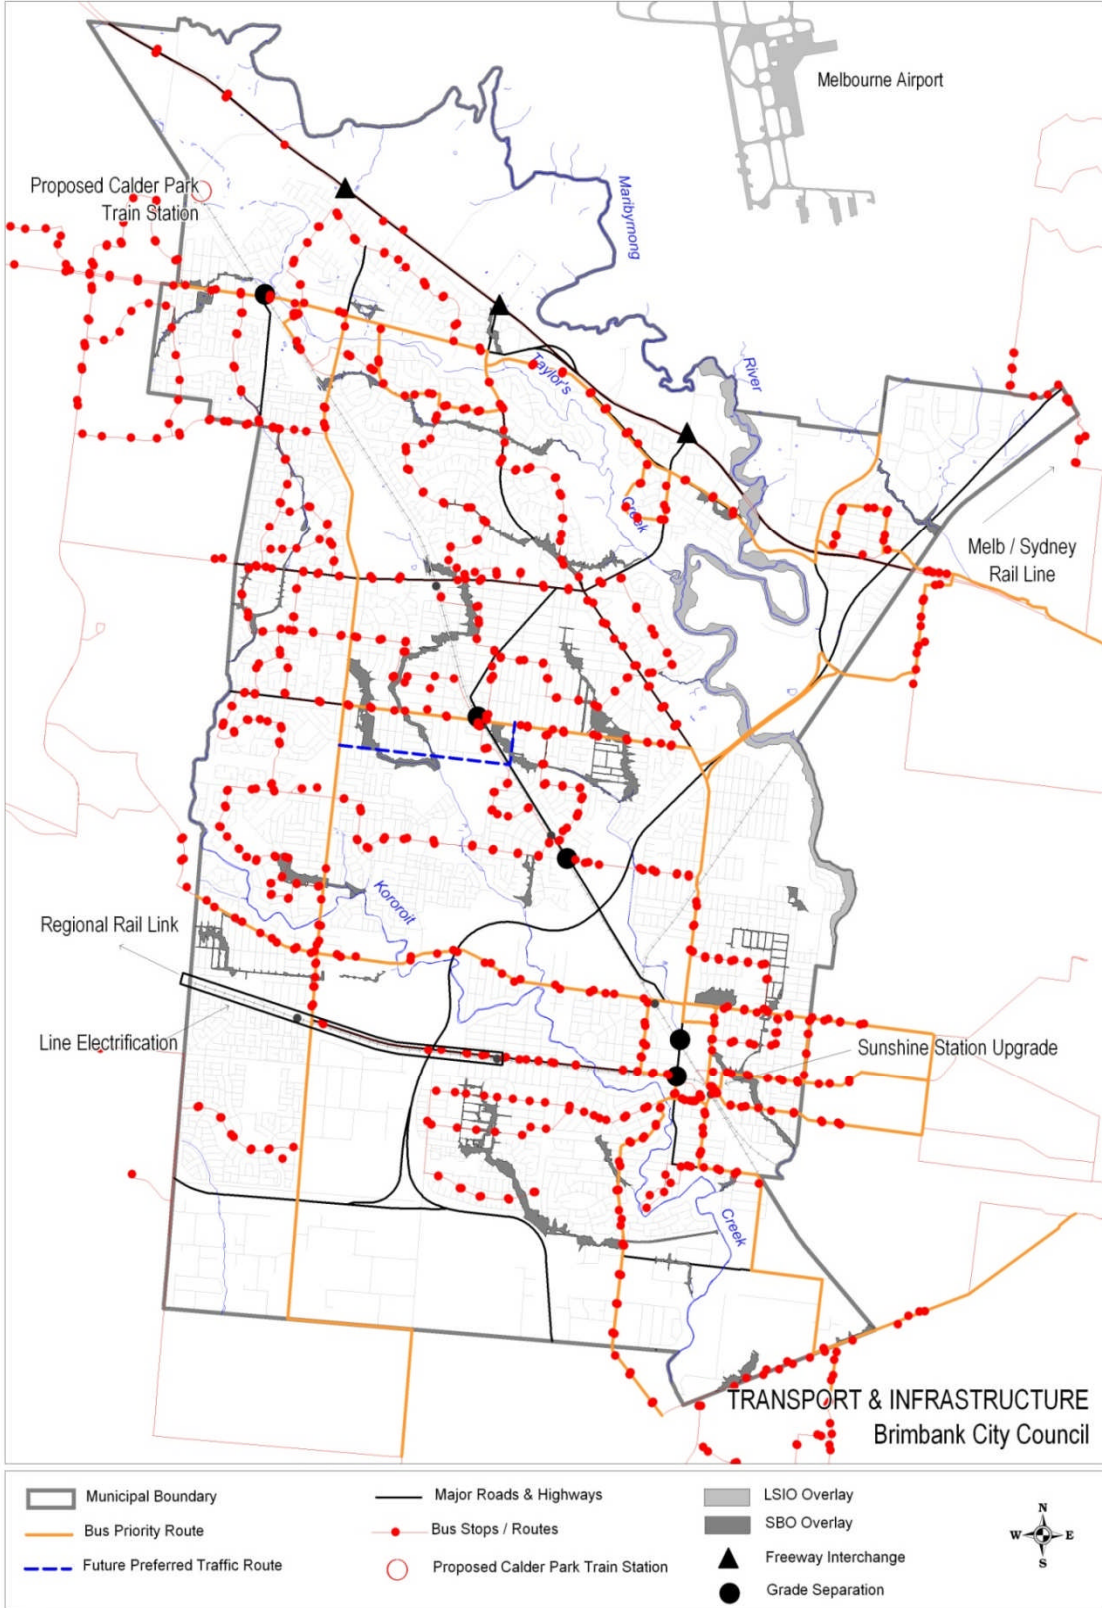 Melbourne Airport
Proposed Calder Park
Train Station
Maribyrnong
River
Taylor's
Creek
Melb / Sydney
Rail Line
Kororoit
Regional Rail Link
Line Electrification
Sunshine Station Upgrade
Creek
TRANSPORT & INFRASTRUCTURE
Brimbank City Council
Municipal Boundary
Major Roads & Highways
LSIO Overlay
SBO Overlay
Bus Priority Route
Bus Stops / Routes
Future Preferred Traffic Route
Proposed Calder Park Train Station
Freeway Interchange
Grade Separation
N
W E
S